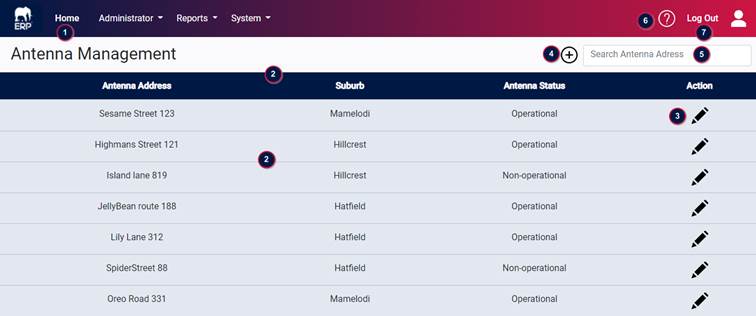 ERP Home Administrator Reports System 6 ? Log Out
1 7
Antenna Management 4 Search Antenna Adress 5
2
Antenna Address Suburb Antenna Status Action
Sesame Street 123 Mamelodi Operational 3
Highmans Street 121 Hillcrest Operational
2
Island lane 819 Hillcrest Non-operational
JellyBean route 188 Hatfield Operational
Lily Lane 312 Hatfield Operational
SpiderStreet 88 Hatfield Non-operational
Oreo Road 331 Mamelodi Operational